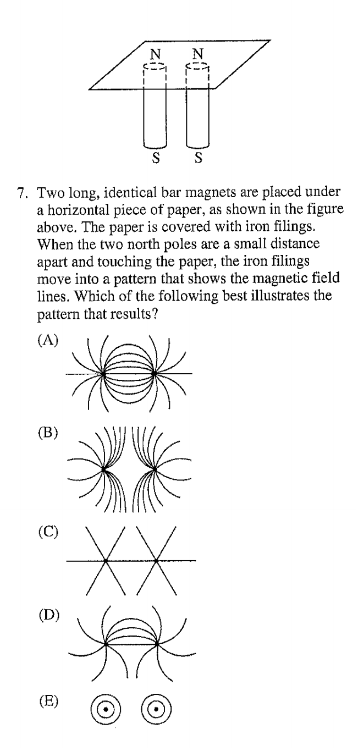 N N
S S
7. Two long, identical bar magnets are placed under
a horizontal piece of paper, as shown in the figure
above. The paper is covered with iron filings.
When the two north poles are a small distance
apart and touching the paper, the iron filings
move into a pattern that shows the magnetic field
lines. Which of the following best illustrates the
pattern that results?
(A)
(B)
(C)
(D)
(E)